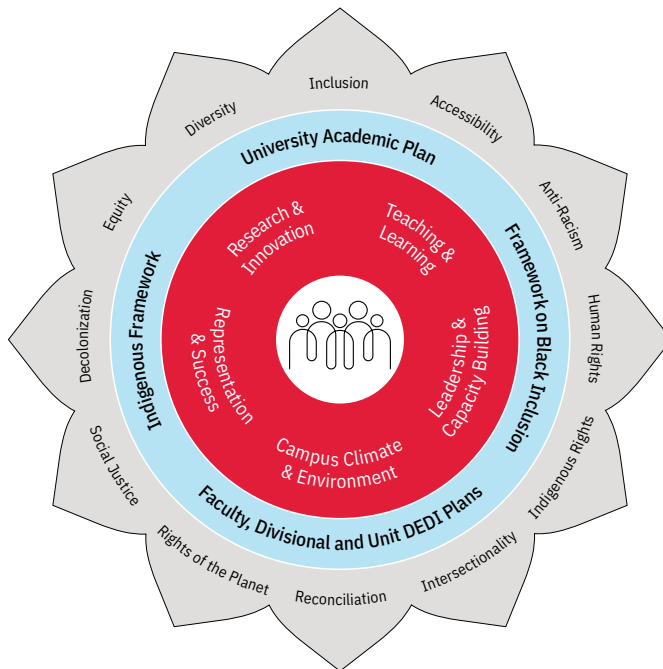 Inclusion
Accessibility
Anti-Racism
Human Rights
Indigenous Rights
Intersectionality
Reconciliation
Rights of the Planet
Social Justice
Decolonization
Equity
Diversity
University Academic Plan
Framework on Black Inclusion
Faculty, Divisional and Unit DEDI Plans
Indigenous Framework
Research &
Innovation
Teaching &
Learning
Leadership &
Capacity Building
Campus Climate
& Environment
Representation
& Success